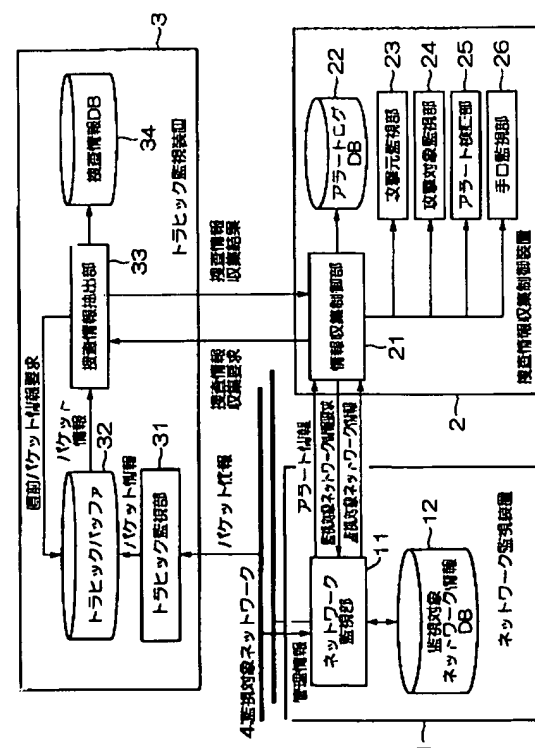 3
捜査情報DB
34
トラヒック監視装置
捜査情報抽出部
33
直前パケット情報要求
パケット
情報
32
トラヒックバッファ
パケット情報
31
トラヒック監視部
捜査情報
収集結果
捜査情報
収集要求
パケット情報
4監視対象ネットワーク
22
アラートログ
DB
23
攻撃元監視部
24
攻撃対象監視部
25
アラート検証部
26
手口監視部
情報収集制御部
21
捜査情報収集制御装置
2
アラート情報
監視対象ネットワーク情報要求
監視対象ネットワーク情報
管理情報
ネットワーク
監視部
11
12
監視対象
ネットワーク情報
DB
ネットワーク監視装置
1